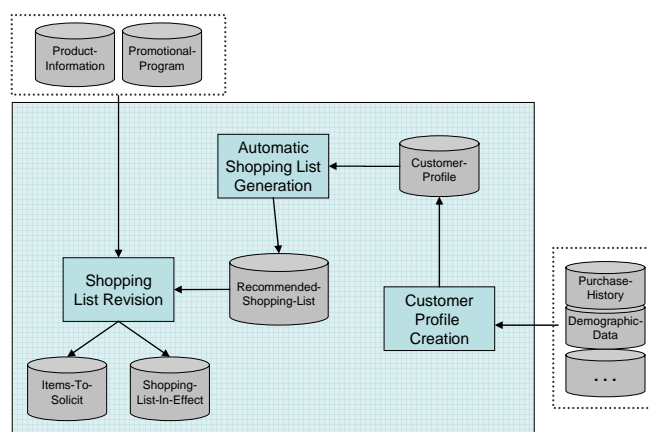 Product-
Information
Promotional-
Program
Automatic
Shopping List
Generation
Customer-
Profile
Shopping
List Revision
Recommended-
Shopping-List
Customer
Profile
Creation
Purchase-
History
Demographic-
Data
. . .
Items-To-
Solicit
Shopping-
List-In-Effect